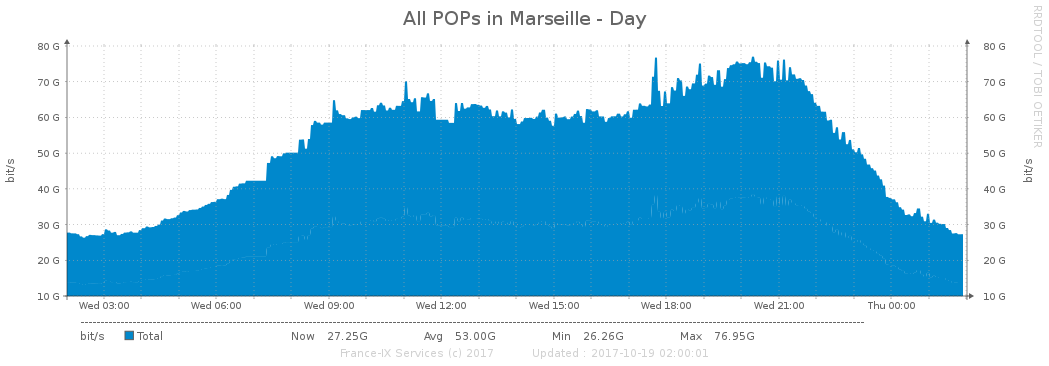 All POPs in Marseille - Day
RRDTOOL / TOBI OETIKER
bit/s
80 G
70 G
60 G
50 G
40 G
30 G
20 G
10 G
80 G
70 G
60 G
50 G
40 G
30 G
20 G
10 G
bit/s
Wed 03:00 Wed 06:00 Wed 09:00 Wed 12:00 Wed 15:00 Wed 18:00 Wed 21:00 Thu 00:00
bit/s Total Now 27.25G Avg 53.00G Min 26.26G Max 76.95G
France-IX Services (c) 2017 Updated : 2017-10-19 02:00:01